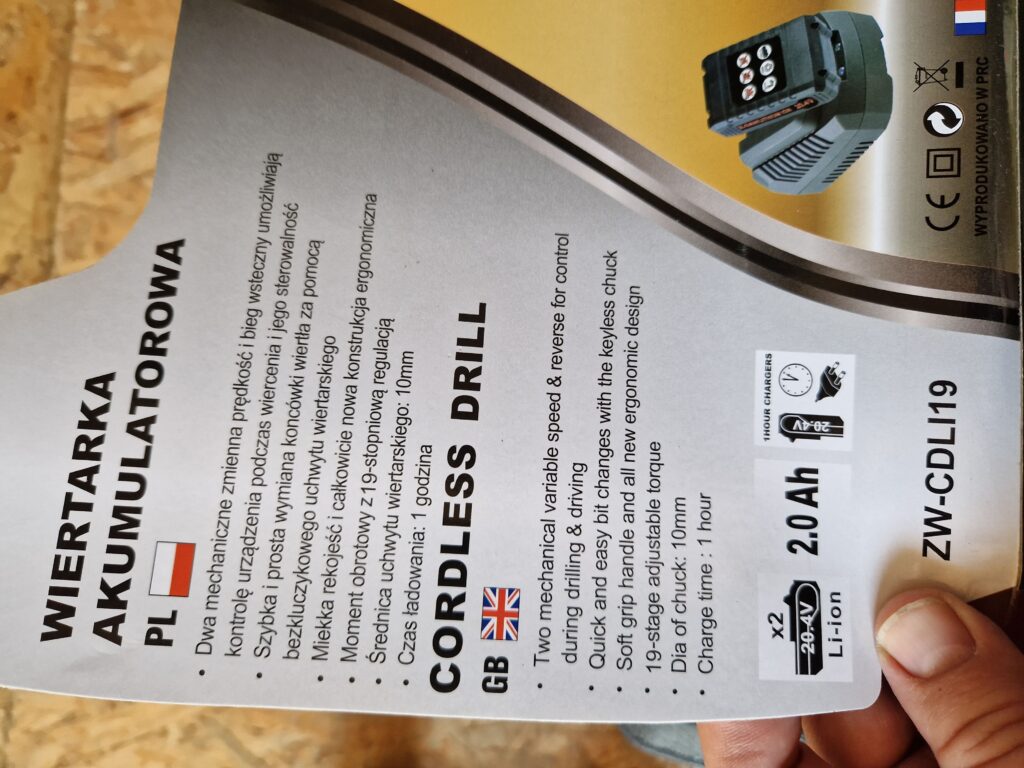 WIERTARKA
AKUMULATOROWA
PL
• Dwa mechaniczne zmienna prędkość i bieg wsteczny umożliwiają
kontrolę urządzenia podczas wiercenia i jego sterowalność
• Szybka i prosta wymiana końcówki wiertła za pomocą
bezkluczykowego uchwytu wiertarskiego
• Miękka rękojeść i całkowicie nowa konstrukcja ergonomiczna
• Moment obrotowy z 19-stopniową regulacją
• Średnica uchwytu wiertarskiego: 10mm
• Czas ładowania: 1 godzina
CORDLESS DRILL
GB
• Two mechanical variable speed & reverse for control
during drilling & driving
• Quick and easy bit changes with the keyless chuck
• Soft grip handle and all new ergonomic design
• 19-stage adjustable torque
• Dia of chuck: 10mm
• Charge time : 1 hour
x2
20.4V
Li-ion
2.0 Ah
1HOUR CHARGERS
20.4V
ZW-CDLI19
CE
WYPRODUKOWANO W PRC